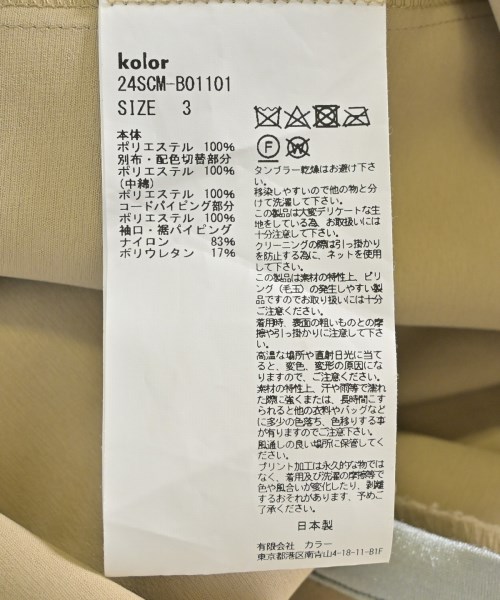 kolor
24SCM-B01101
SIZE 3
本体
ポリエステル 100%
別布・配色切替部分
ポリエステル 100%
(中綿)
ポリエステル 100%
コードパイピング部分
ポリエステル 100%
袖口・裾パイピング
ナイロン 83%
ポリウレタン 17%
F
W
タンブラー乾燥はお避け下さ
い。
移染しやすいので他の物と分
けて洗濯して下さい。
この製品は大変デリケートな生
地をしている為、お取扱いには
十分注意して下さい。
クリーニングの際は引っ掛かり
を防止する為に、ネットを使用
して下さい。
この製品は素材の特性上、ピリ
ング（毛玉）の発生しやすい製
品ですのでお取り扱いには十分
ご注意ください。
着用時、表面の粗いものとの摩
擦や引っ掛かりに注意して下さ
い。
高温な場所や直射日光に当て
ると、変色、変形の原因にな
りますので、ご注意ください。
素材の特性上、汗や雨等で濡れ
た際に強くまたは、長時間こす
られると他の衣料やバッグなど
に多少の色落ち、色移りする事
が有りますのでご注意下さい。
風通しの良い場所に保管してく
ださい。
プリント加工は永久的な物では
なく、着用及び洗濯の摩擦等で
色や風合いが変化したり、剥離
するおそれがあります、予めご
了承ください。
日本製
有限会社 カラー
東京都港区南青山4-18-11-B1F